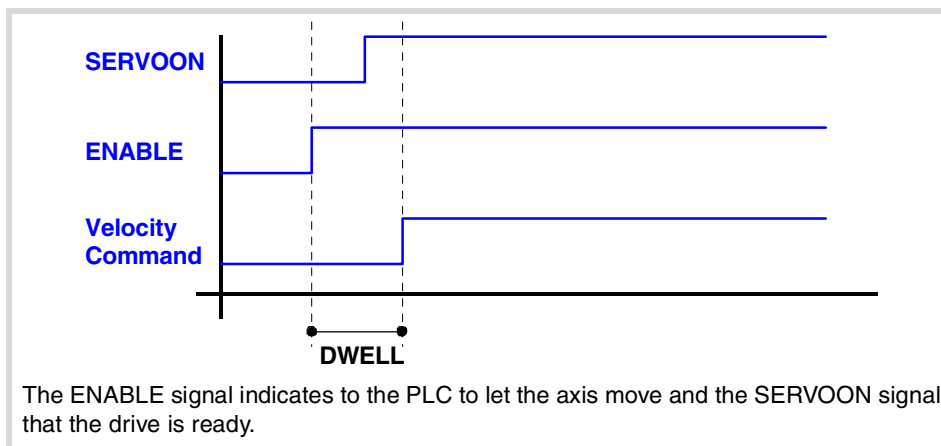 SERVOON
ENABLE
Velocity
Command
DWELL
The ENABLE signal indicates to the PLC to let the axis move and the SERVOON signal
that the drive is ready.